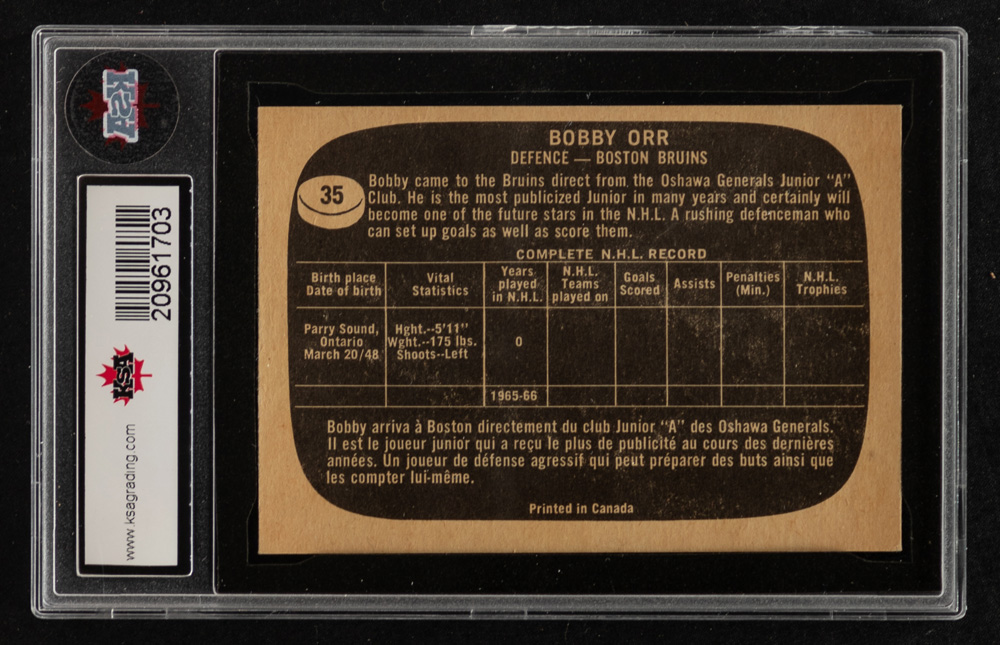 KSA
20961703
KSA
www.ksagrading.com
BOBBY ORR
DEFENCE — BOSTON BRUINS
35
Bobby came to the Bruins direct from the Oshawa Generals Junior "A"
Club. He is the most publicized Junior in many years and certainly will
become one of the future stars in the N.H.L. A rushing defenceman who
can set up goals as well as score them.
COMPLETE N.H.L. RECORD
Birth place
Date of birth
Vital
Statistics
Years
played
in N.H.L.
N.H.L.
Teams
played on
Goals
Scored
Assists
Penalties
(Min.)
N.H.L.
Trophies
Parry Sound,
Ontario
March 20/48
Hght.--5'11"
Wght.--175 lbs.
Shoots--Left
0
1965-66
Bobby arriva à Boston directement du club Junior "A" des Oshawa Generals.
Il est le joueur junior qui a reçu le plus de publicité au cours des dernières
années. Un joueur de défense agressif qui peut préparer des buts ainsi que
les compter lui-même.
Printed in Canada